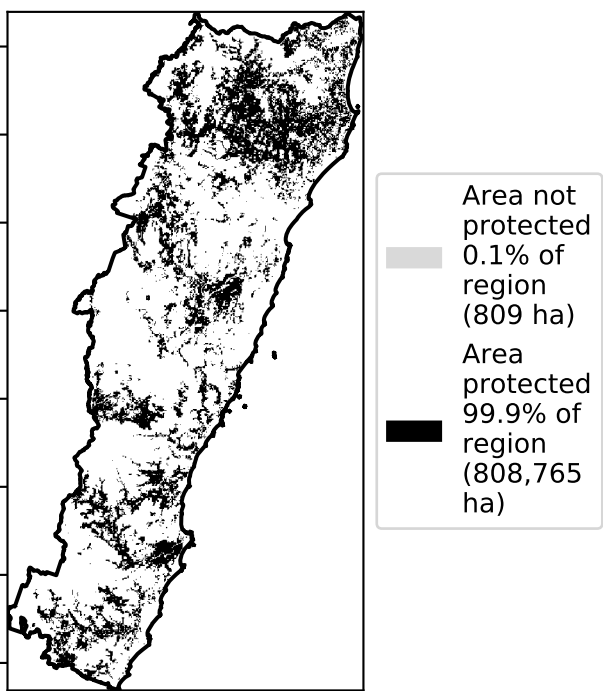 Area not
protected
0.1% of
region
(809 ha)
Area
protected
99.9% of
region
(808,765
ha)